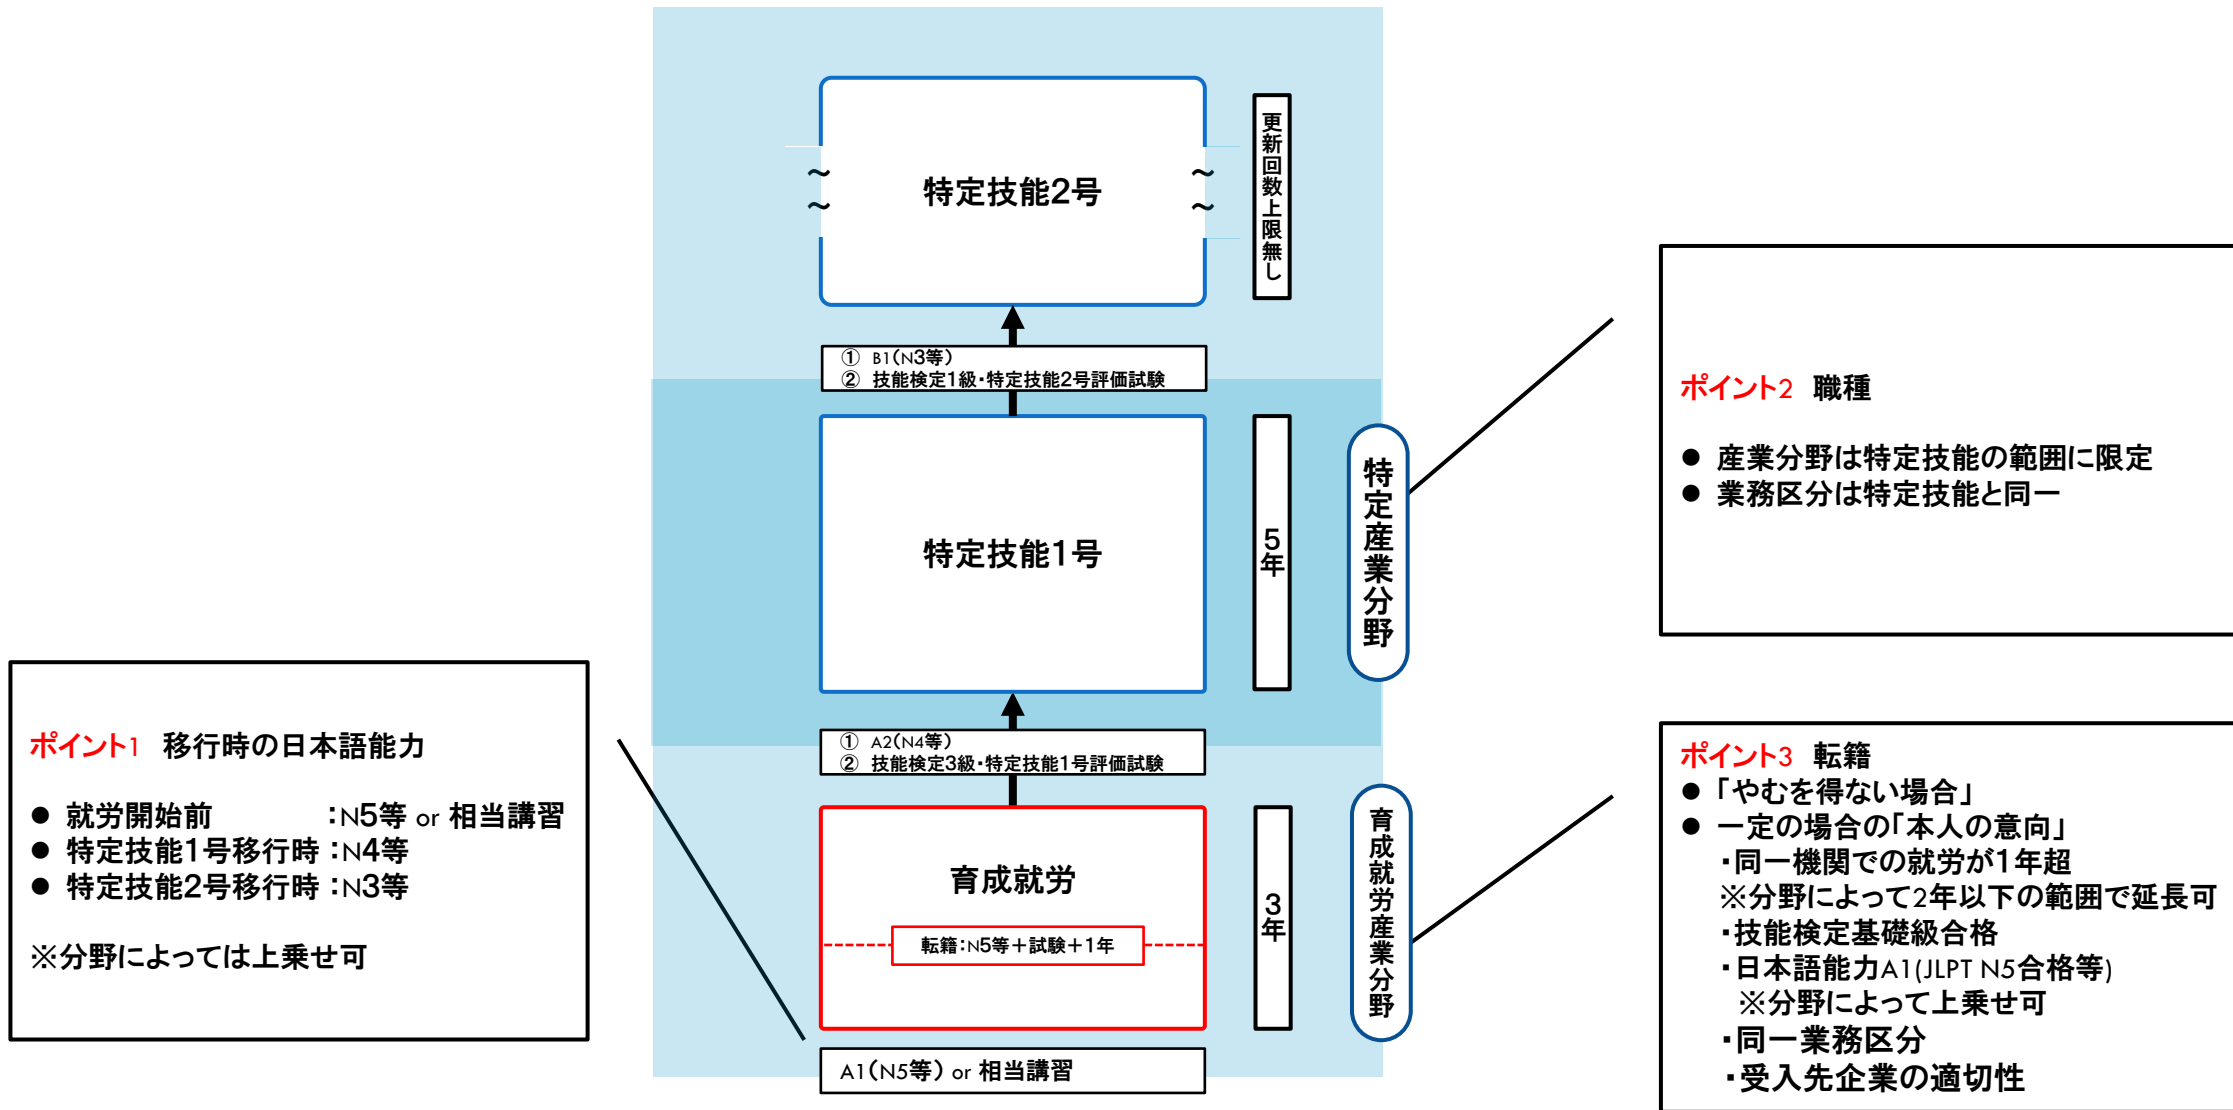 特定技能2号
～
～
～
～
更新回数上限無し
① B1(N3等)
② 技能検定1級・特定技能2号評価試験
特定技能1号
5年
特定産業分野
① A2(N4等)
② 技能検定3級・特定技能1号評価試験
育成就労
転籍:N5等+試験+1年
3年
育成就労産業分野
A1(N5等) or 相当講習
ポイント1 移行時の日本語能力
● 就労開始前 :N5等 or 相当講習
● 特定技能1号移行時 :N4等
● 特定技能2号移行時 :N3等
※分野によっては上乗せ可
ポイント2 職種
● 産業分野は特定技能の範囲に限定
● 業務区分は特定技能と同一
ポイント3 転籍
● 「やむを得ない場合」
● 一定の場合の「本人の意向」
・同一機関での就労が1年超
※分野によって2年以下の範囲で延長可
・技能検定基礎級合格
・日本語能力A1(JLPT N5合格等)
※分野によって上乗せ可
・同一業務区分
・受入先企業の適切性